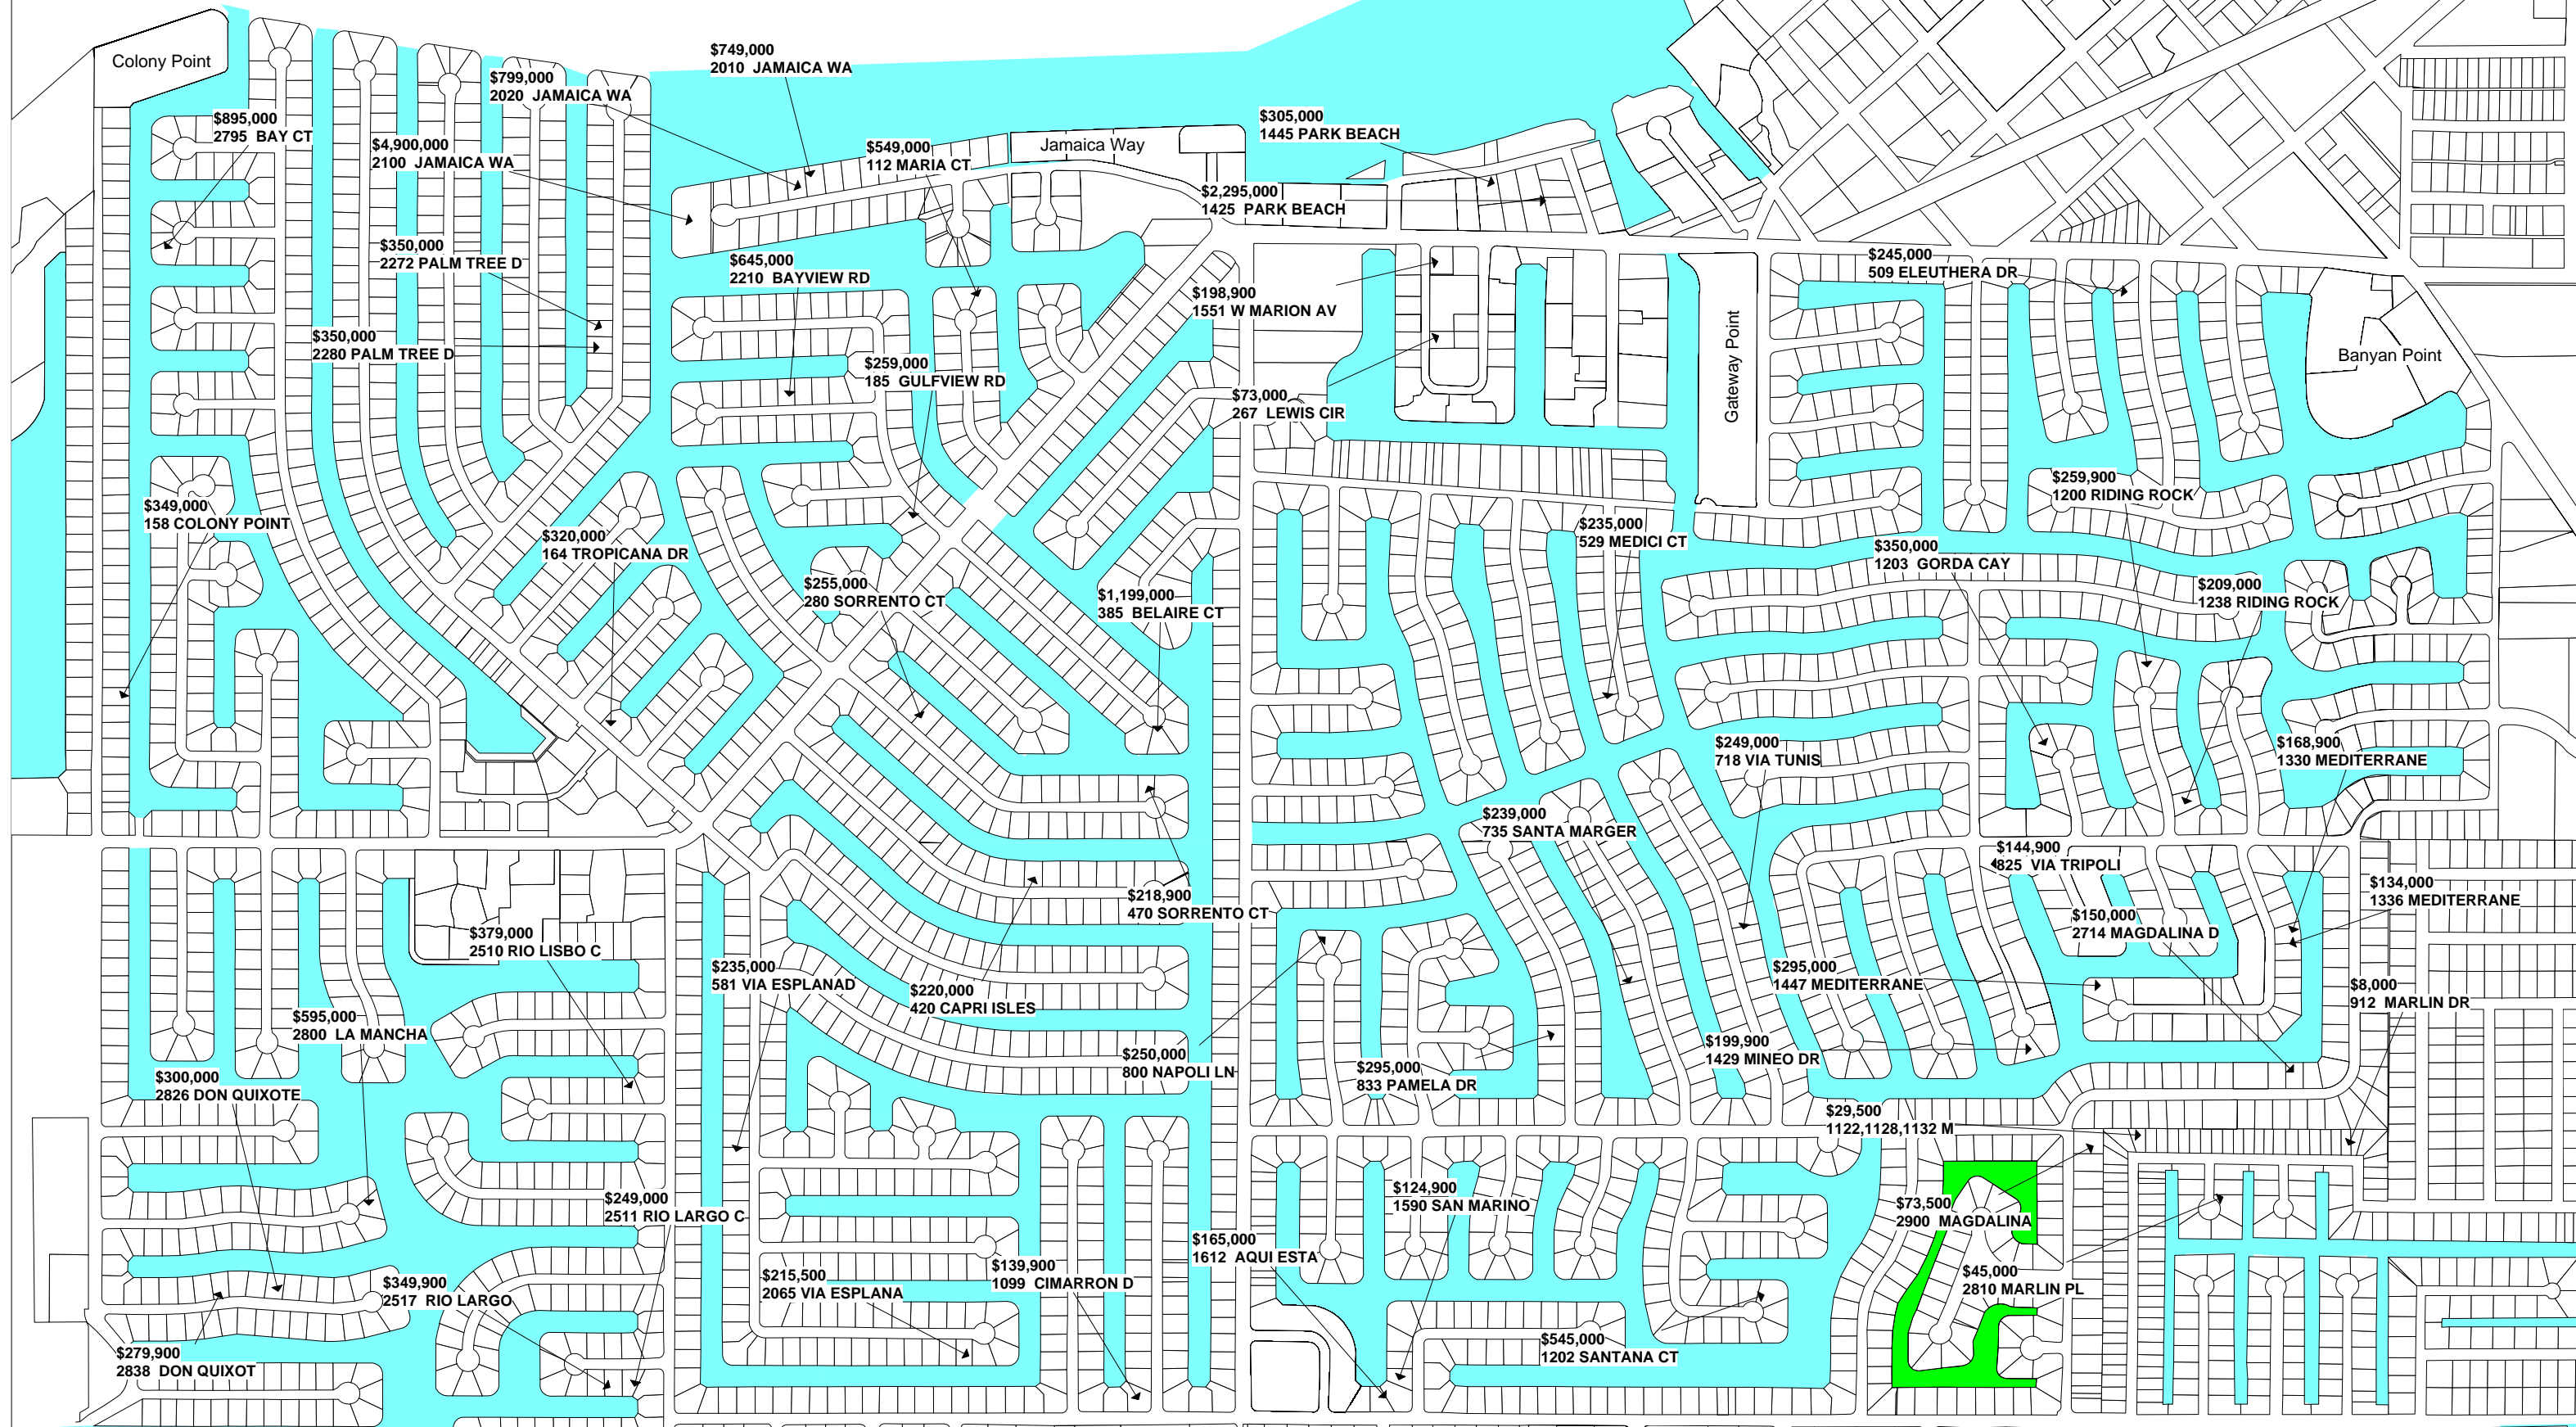 Colony Point
$749,000
2010 JAMAICA WA
$799,000
2020 JAMAICA WA
$895,000
2795 BAY CT
$4,900,000
2100 JAMAICA WA
$549,000
112 MARIA CT
Jamaica Way
$305,000
1445 PARK BEACH
$2,295,000
1425 PARK BEACH
$350,000
2272 PALM TREE D
$645,000
2210 BAYVIEW RD
$245,000
509 ELEUTHERA DR
$198,900
1551 W MARION AV
$350,000
2280 PALM TREE D
$259,000
185 GULFVIEW RD
Gateway Point
Banyan Point
$73,000
267 LEWIS CIR
$349,000
158 COLONY POINT
$259,900
1200 RIDING ROCK
$320,000
164 TROPICANA DR
$235,000
529 MEDICI CT
$350,000
1203 GORDA CAY
$255,000
280 SORRENTO CT
$1,199,000
385 BELAIRE CT
$209,000
1238 RIDING ROCK
$249,000
718 VIA TUNIS
$168,900
1330 MEDITERRANE
$239,000
735 SANTA MARGER
$144,900
825 VIA TRIPOLI
$134,000
1336 MEDITERRANE
$218,900
470 SORRENTO CT
$150,000
2714 MAGDALINA D
$379,000
2510 RIO LISBO C
$235,000
581 VIA ESPLANAD
$220,000
420 CAPRI ISLES
$295,000
1447 MEDITERRANE
$8,000
912 MARLIN DR
$595,000
2800 LA MANCHA
$250,000
800 NAPOLI LN
$199,900
1429 MINEO DR
$295,000
833 PAMELA DR
$300,000
2826 DON QUIXOTE
$29,500
1122,1128,1132 M
$249,000
2511 RIO LARGO C
$124,900
1590 SAN MARINO
$73,500
2900 MAGDALINA
$165,000
1612 AQUI ESTA
$139,900
1099 CIMARRON D
$215,500
2065 VIA ESPLANA
$45,000
2810 MARLIN PL
$349,900
2517 RIO LARGO
$279,900
2838 DON QUIXOT
$545,000
1202 SANTANA CT